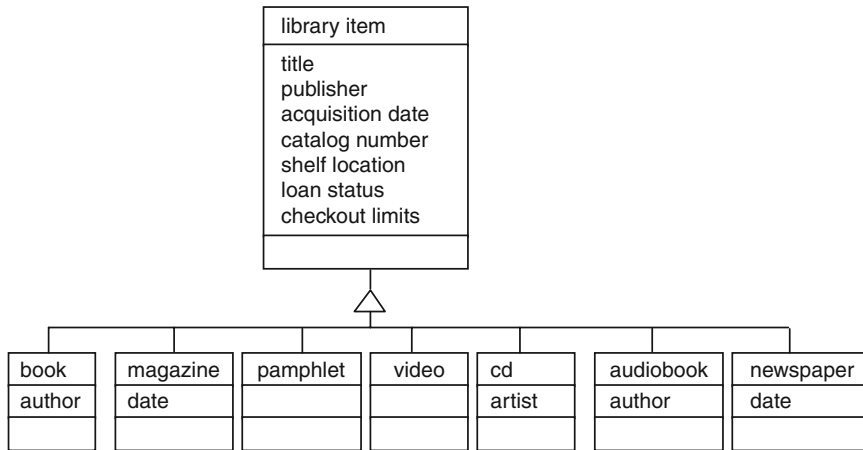 library item
title
publisher
acquisition date
catalog number
shelf location
loan status
checkout limits
book
author
magazine
date
pamphlet
video
cd
artist
audiobook
author
newspaper
date